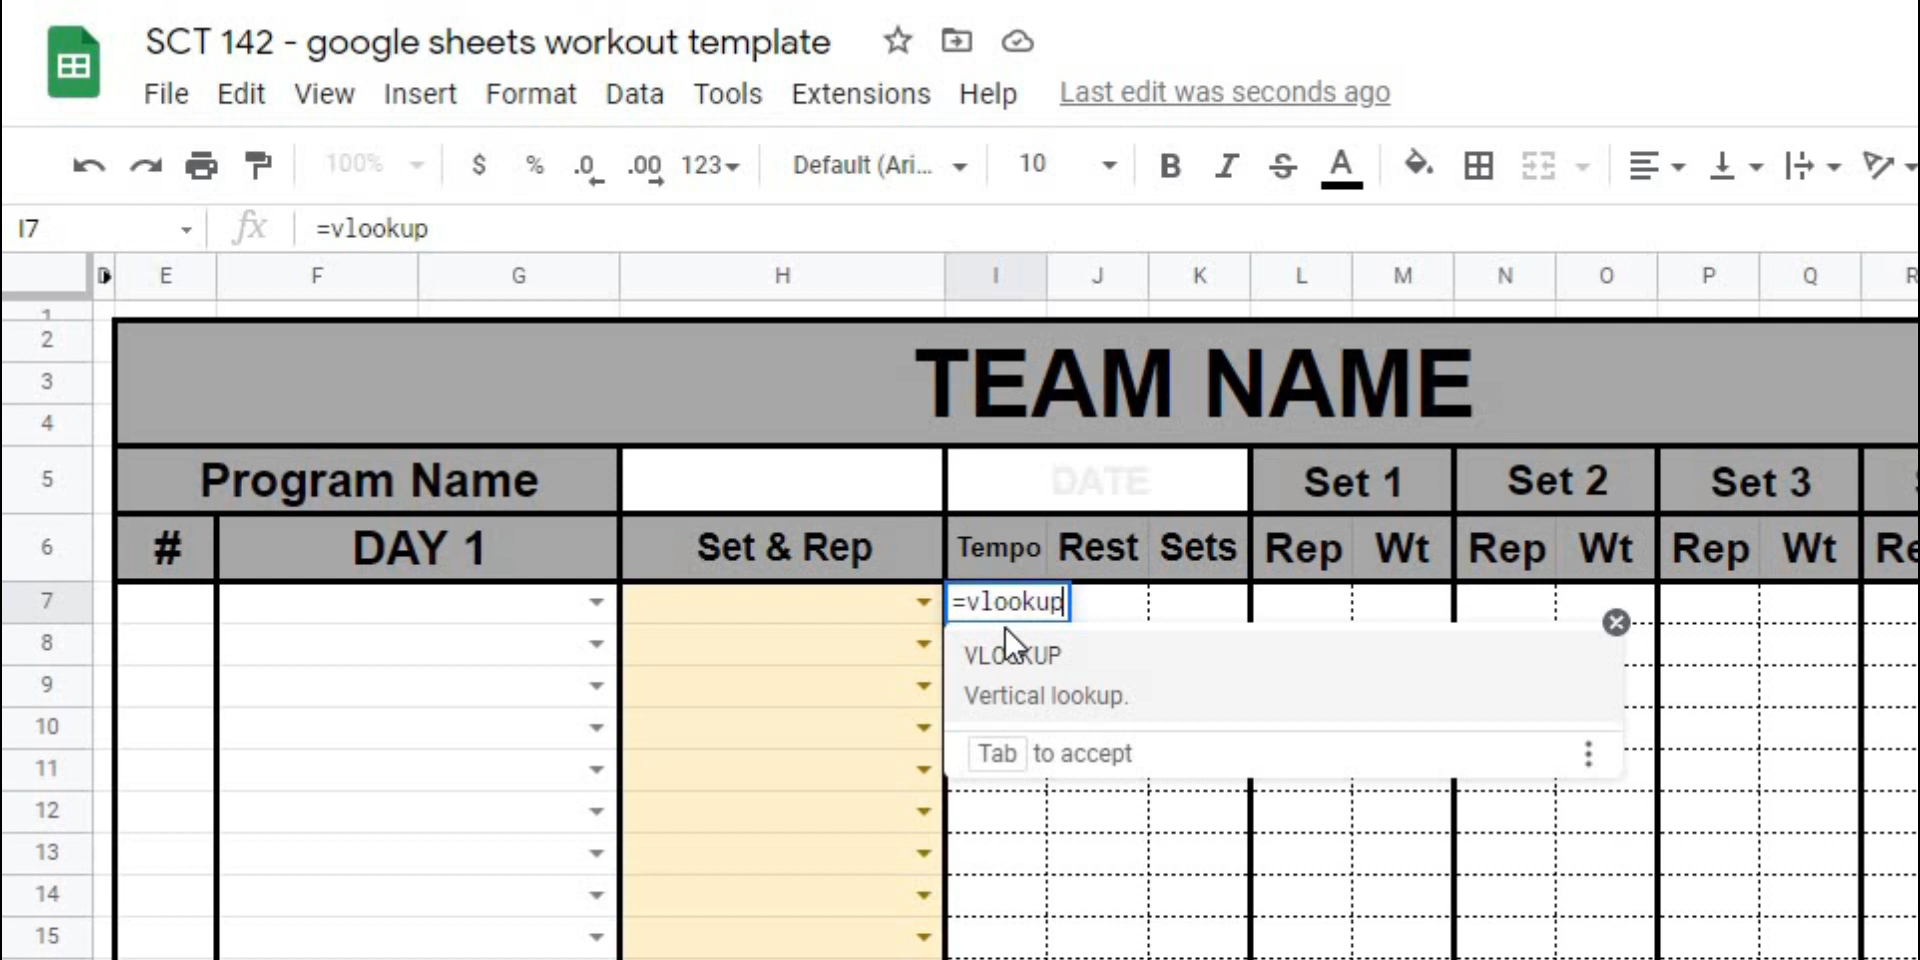 SCT 142 - google sheets workout template
File Edit View Insert Format Data Tools Extensions Help Last edit was seconds ago
100% $ % .0 .00 123 Default (Ari... 10 B I S A
I7 fx =vlookup
D E F G H I J K L M N O P Q R
1
2
3 TEAM NAME
4
5 Program Name DATE Set 1 Set 2 Set 3
6 # DAY 1 Set & Rep Tempo Rest Sets Rep Wt Rep Wt Rep Wt Re
7 =vlookup
8 VLOOKUP
9 Vertical lookup.
10
11 Tab to accept
12
13
14
15